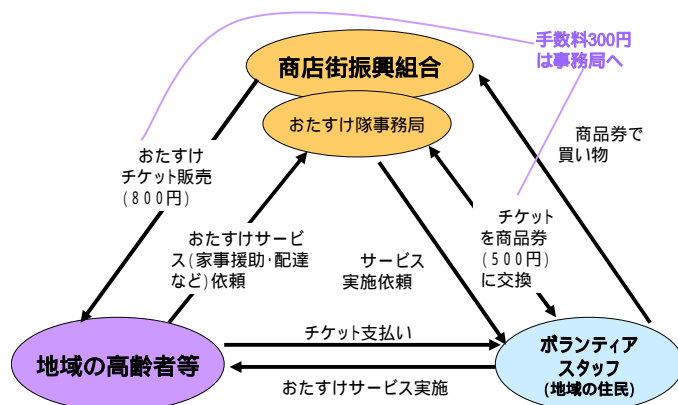 手数料300円
は事務局へ
商店街振興組合
おたすけ隊事務局
商品券で
買い物
おたすけ
チケット販売
(800円)
おたすけサービ
ス(家事援助・配達
など)依頼
サービス
実施依頼
チケット
を商品券
(500円)
に交換
チケット支払い
地域の高齢者等
ボランティア
スタッフ
(地域の住民)
おたすけサービス実施